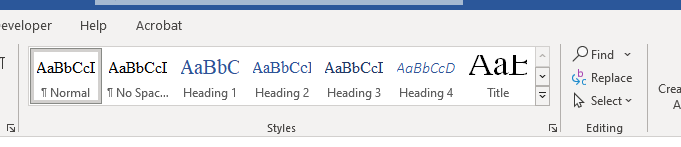 eveloper Help Acrobat
AaBbCcI AaBbCcI AaBbC AaBbCcI AaBbCcI AaBbCcD AaB
¶ Normal ¶ No Spac... Heading 1 Heading 2 Heading 3 Heading 4 Title
Find
Replace
Select
Styles
Editing
Crea
A